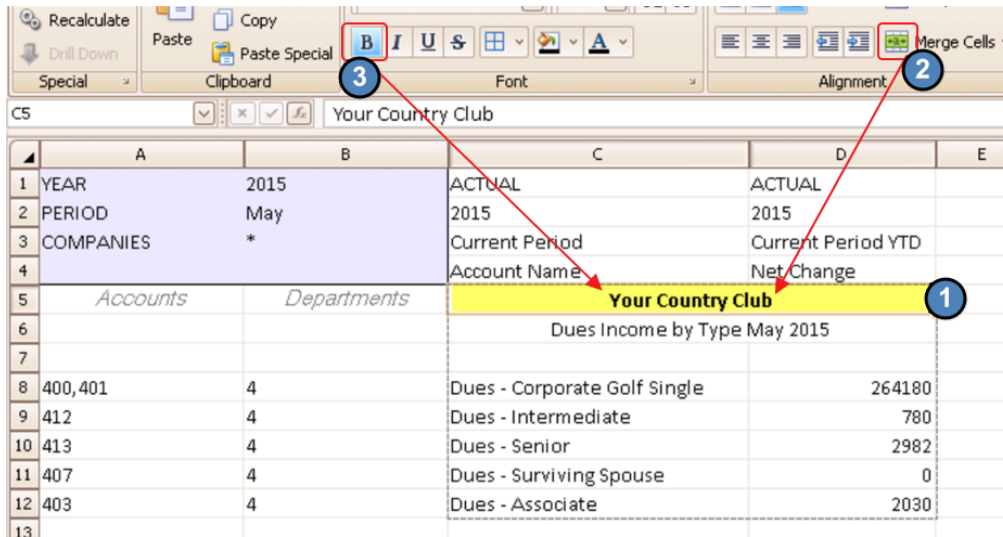 Recalculate
Copy
Paste
Drill Down
Paste Special
B I U S A
Merge Cells
3
2
Special Clipboard Font Alignment
C5 fx Your Country Club
A B C D E
1 YEAR 2015 ACTUAL ACTUAL
2 PERIOD May 2015 2015
3 COMPANIES * Current Period Current Period YTD
4 Account Name Net Change
5 Accounts Departments Your Country Club 1
6 Dues Income by Type May 2015
7
8 400,401 4 Dues - Corporate Golf Single 264180
9 412 4 Dues - Intermediate 780
10 413 4 Dues - Senior 2982
11 407 4 Dues - Surviving Spouse 0
12 403 4 Dues - Associate 2030
13